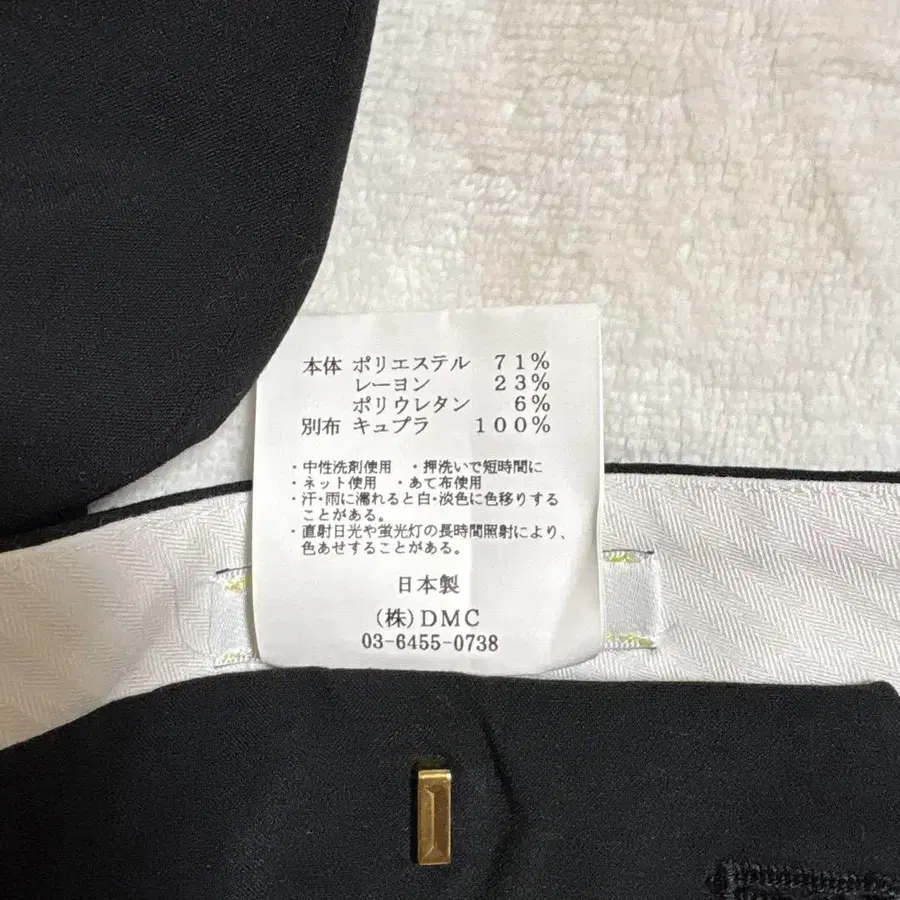 本体 ポリエステル 71%
レーヨン 23%
ポリウレタン 6%
別布 キュプラ 100%
・中性洗剤使用 ・押洗いで短時間に
・ネット使用 ・あて布使用
・汗・雨に濡れると白・淡色に色移りする
ことがある。
・直射日光や蛍光灯の長時間照射により、
色あせすることがある。
日本製
(株)DMC
03-6455-0738